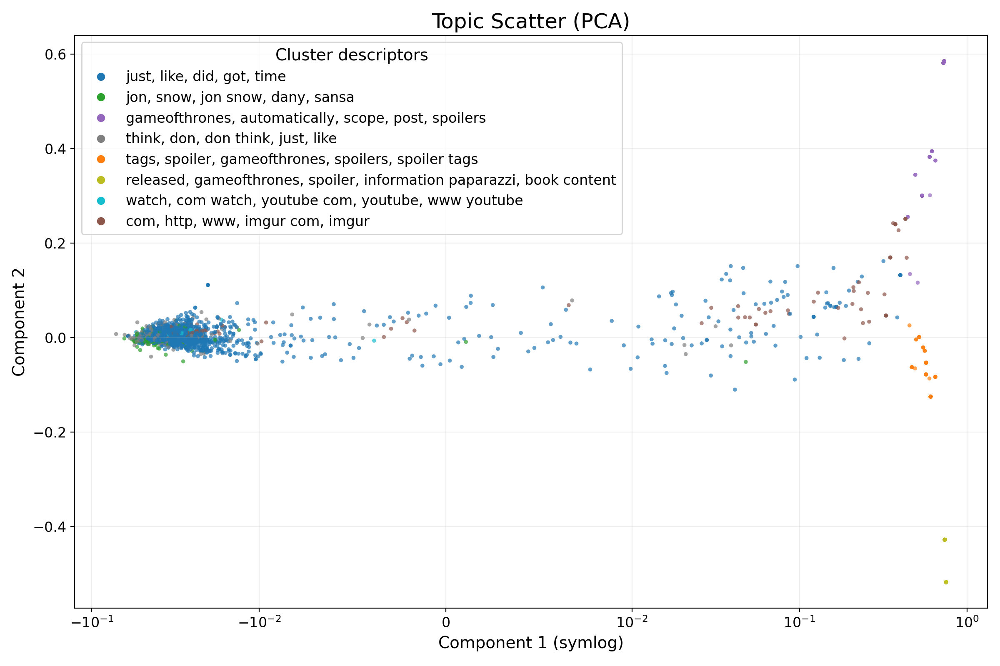 Topic Scatter (PCA)
Cluster descriptors
just, like, did, got, time
jon, snow, jon snow, dany, sansa
gameofthrones, automatically, scope, post, spoilers
think, don, don think, just, like
tags, spoiler, gameofthrones, spoilers, spoiler tags
released, gameofthrones, spoiler, information paparazzi, book content
watch, com watch, youtube com, youtube, www youtube
com, http, www, imgur com, imgur
Component 2
0.6
0.4
0.2
0.0
−0.2
−0.4
−10⁻¹ −10⁻² 0 10⁻² 10⁻¹ 10⁰
Component 1 (symlog)